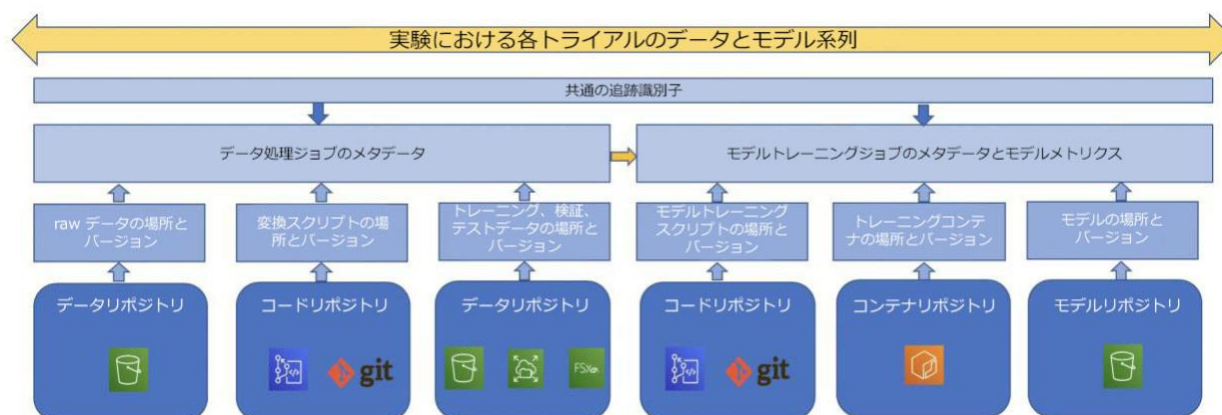 実験における各トライアルのデータとモデル系列
共通の追跡識別子
データ処理ジョブのメタデータ
モデルトレーニングジョブのメタデータとモデルメトリクス
raw データの場所と
バージョン
変換スクリプトの場
所とバージョン
トレーニング、検証、
テストデータの場所と
バージョン
モデルトレーニング
スクリプトの場所と
バージョン
トレーニングコンテ
ナの場所とバージョン
モデルの場所と
バージョン
データリポジトリ
コードリポジトリ
git
データリポジトリ
FSx
コードリポジトリ
git
コンテナリポジトリ
モデルリポジトリ